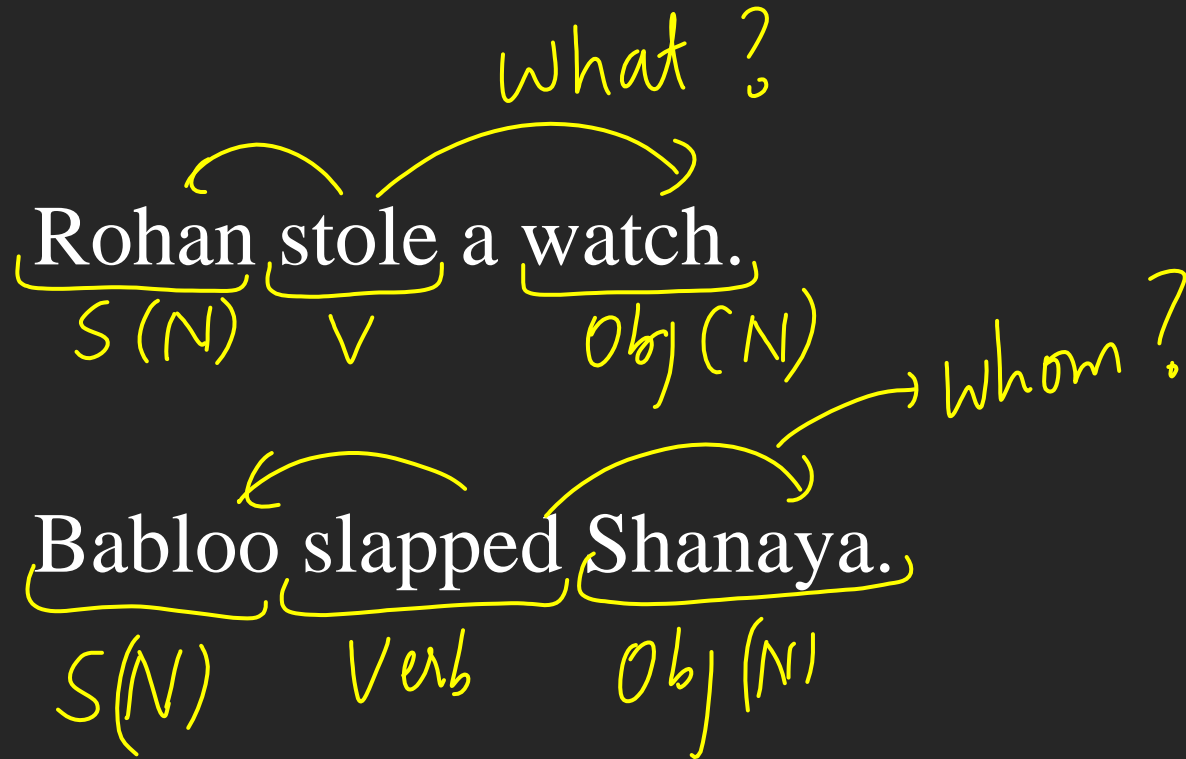 What ?
Rohan stole a watch.
S (N) V Obj (N)
Whom ?
Babloo slapped Shanaya.
S(N) Verb Obj (N)